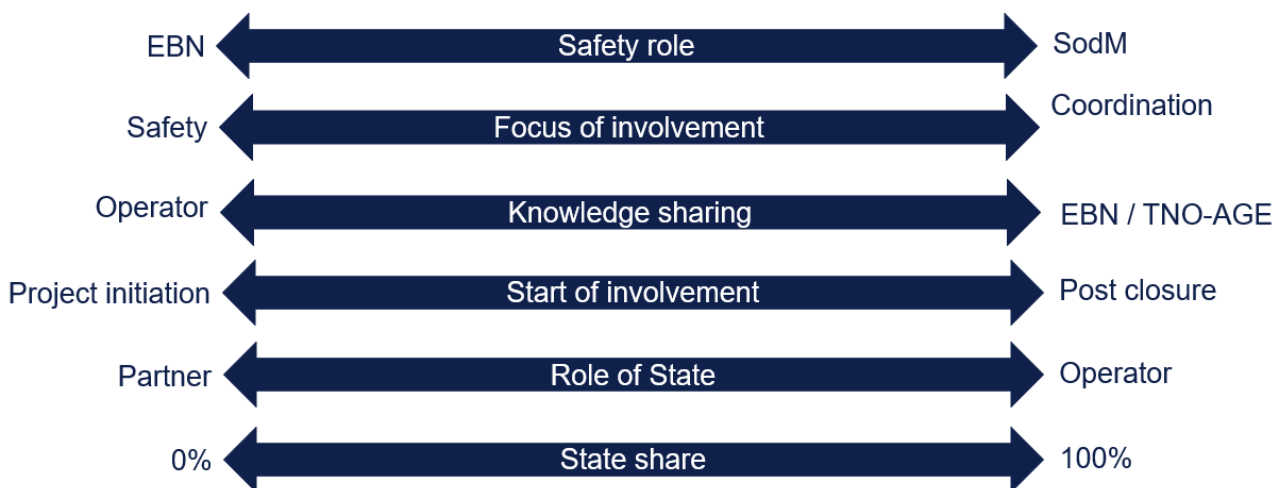 EBN Safety role SodM
Safety Focus of involvement Coordination
Operator Knowledge sharing EBN / TNO-AGE
Project initiation Start of involvement Post closure
Partner Role of State Operator
0% State share 100%